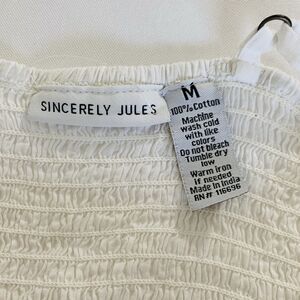 SINCERELY JULES
M
100% Cotton
Machine
wash cold
with like
colors
Do not bleach
Tumble dry
low
Warm iron
if needed
Made in India
RN# 116696